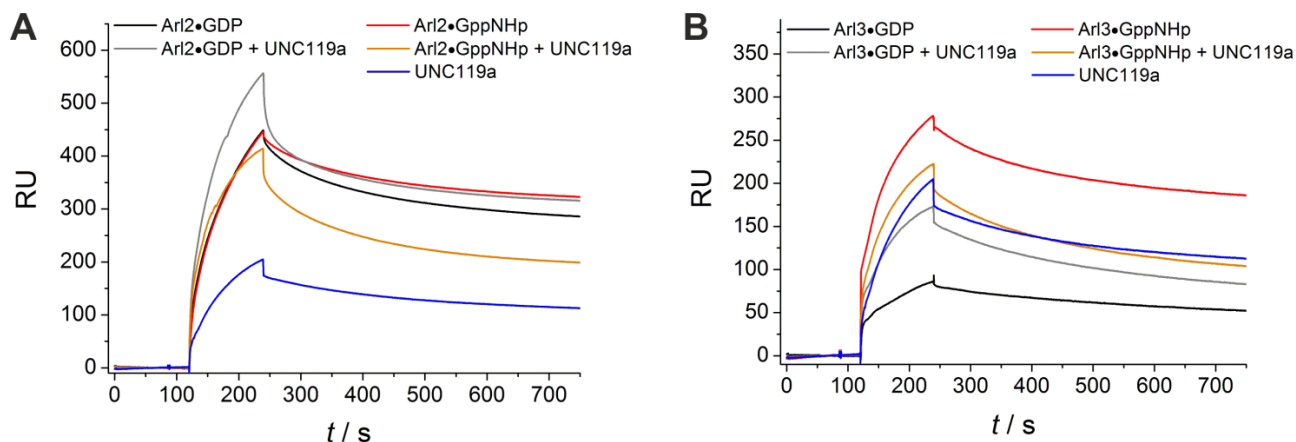 A
Arl2•GDP
Arl2•GppNHp
Arl2•GDP + UNC119a
Arl2•GppNHp + UNC119a
UNC119a
RU
600
500
400
300
200
100
0
0 100 200 300 400 500 600 700
t / s
B
Arl3•GDP
Arl3•GppNHp
Arl3•GDP + UNC119a
Arl3•GppNHp + UNC119a
UNC119a
RU
350
300
250
200
150
100
50
0
0 100 200 300 400 500 600 700
t / s